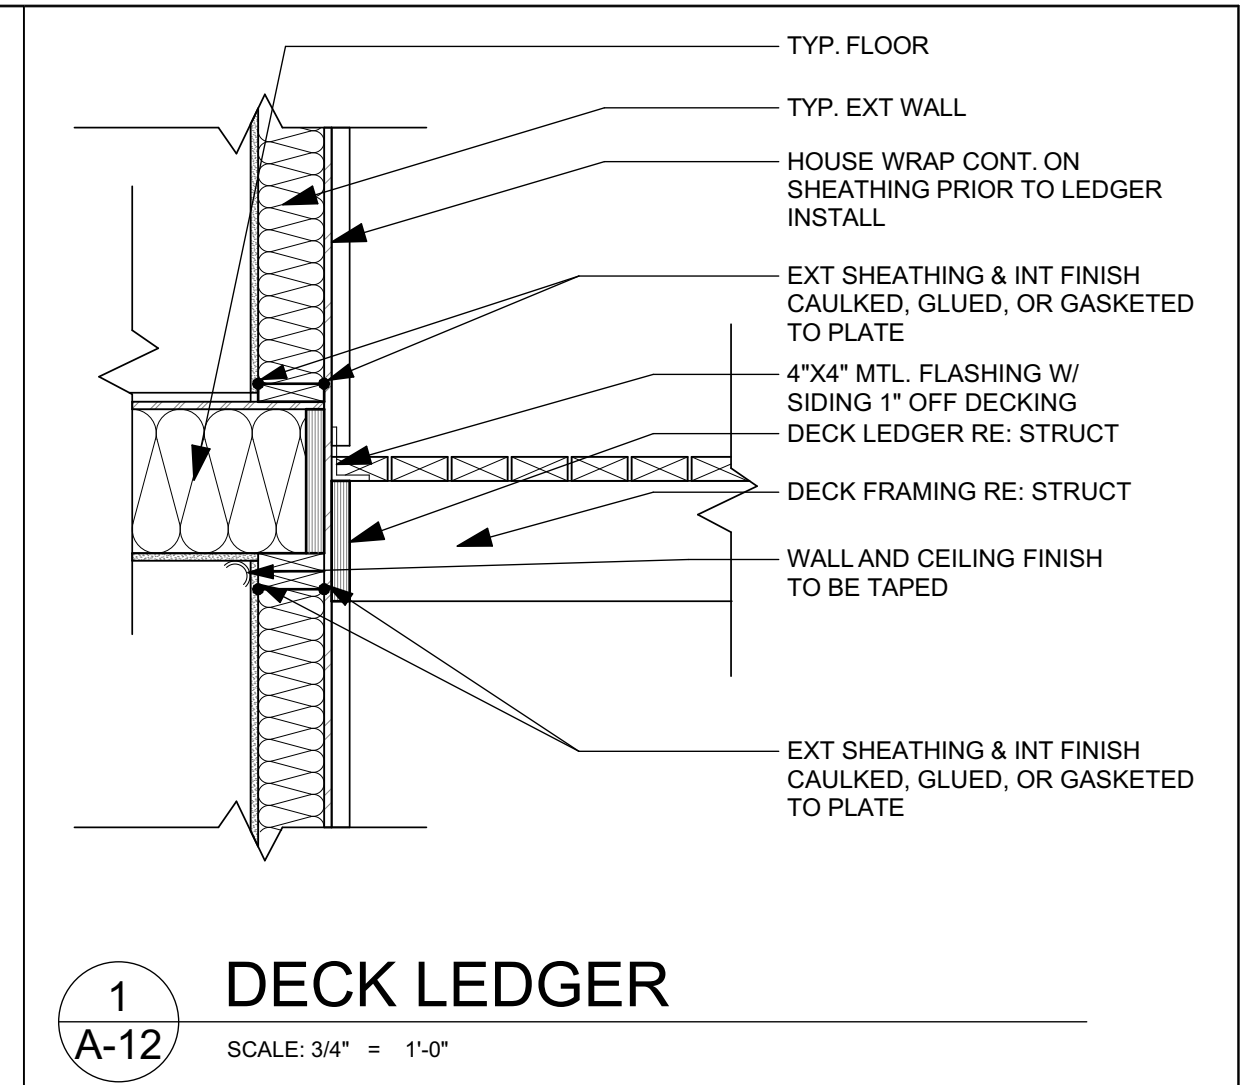 TYP. FLOOR
TYP. EXT WALL
HOUSE WRAP CONT. ON
SHEATHING PRIOR TO LEDGER
INSTALL
EXT SHEATHING & INT FINISH
CAULKED, GLUED, OR GASKETED
TO PLATE
4"X4" MTL. FLASHING W/
SIDING 1" OFF DECKING
DECK LEDGER RE: STRUCT
DECK FRAMING RE: STRUCT
WALL AND CEILING FINISH
TO BE TAPED
EXT SHEATHING & INT FINISH
CAULKED, GLUED, OR GASKETED
TO PLATE
1
A-12
DECK LEDGER
SCALE: 3/4" = 1'-0"